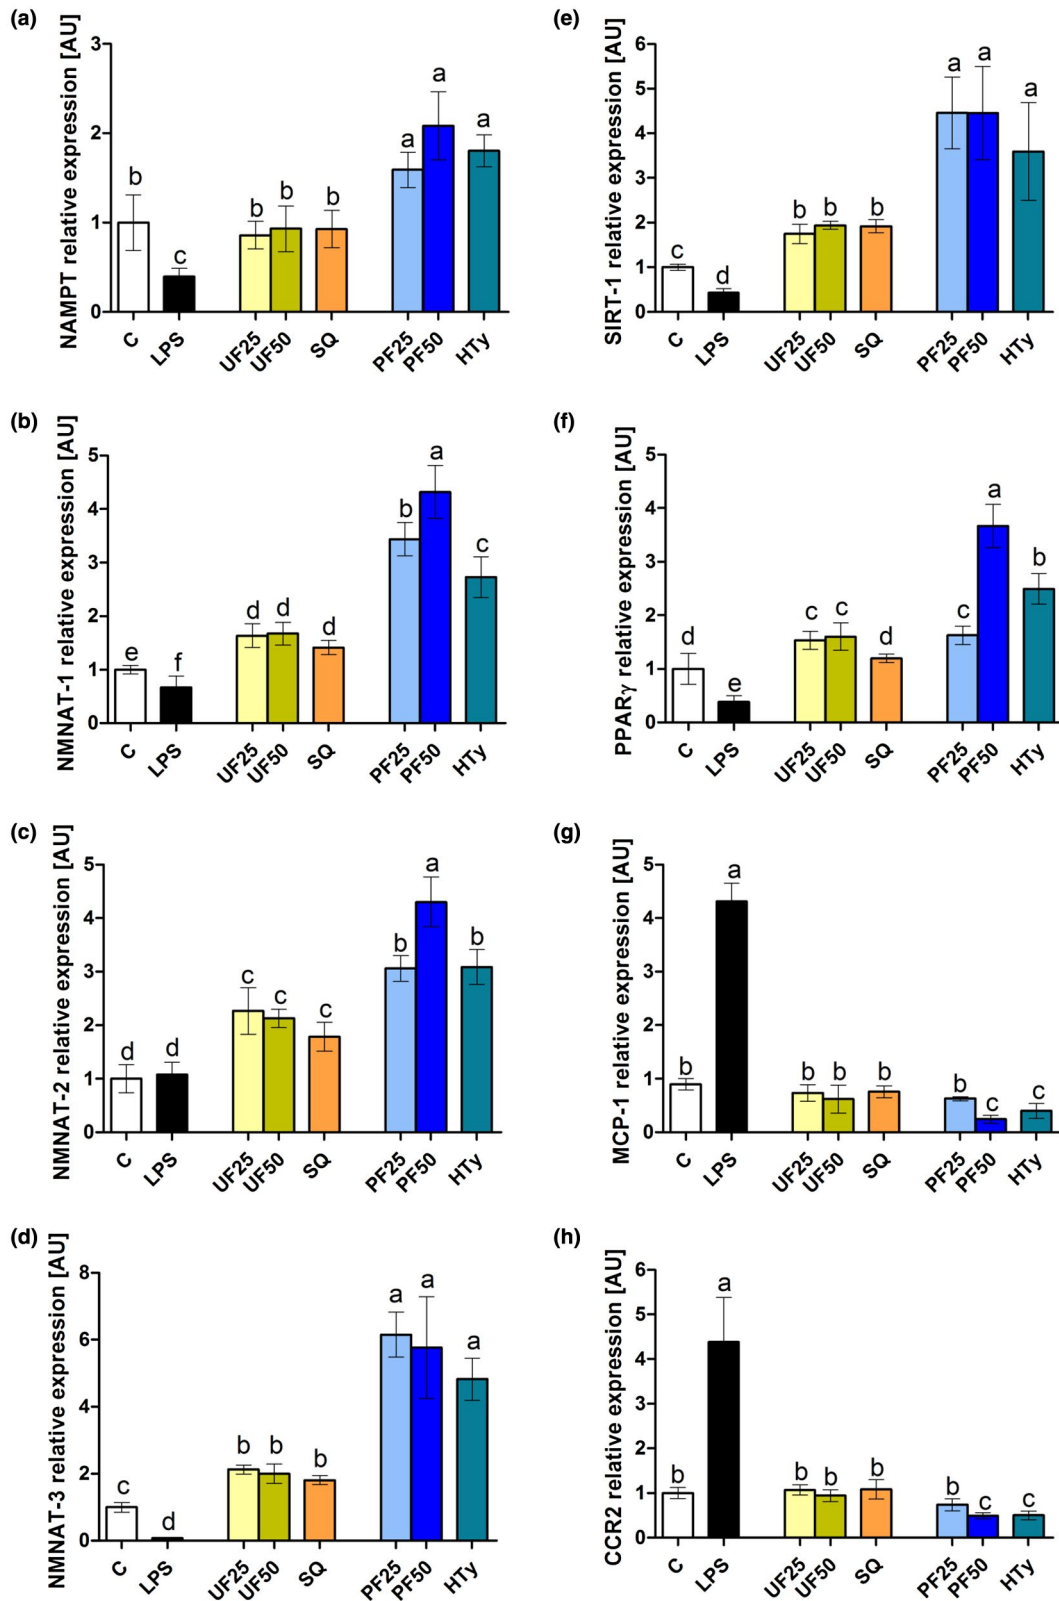 (a)
NAMPT relative expression [AU]
3
2
1
0
b c b b b a a a
C LPS UF25 UF50 SQ PF25 PF50 HTy
(e)
SIRT-1 relative expression [AU]
6
5
4
3
2
1
0
c d b b b a a a
C LPS UF25 UF50 SQ PF25 PF50 HTy
(b)
NMNAT-1 relative expression [AU]
5
4
3
2
1
0
e f d d d b a c
C LPS UF25 UF50 SQ PF25 PF50 HTy
(f)
PPARγ relative expression [AU]
5
4
3
2
1
0
d e c c d c a b
C LPS UF25 UF50 SQ PF25 PF50 HTy
(c)
NMNAT-2 relative expression [AU]
5
4
3
2
1
0
d d c c c b a b
C LPS UF25 UF50 SQ PF25 PF50 HTy
(g)
MCP-1 relative expression [AU]
5
4
3
2
1
0
b a b b b b c c
C LPS UF25 UF50 SQ PF25 PF50 HTy
(d)
NMNAT-3 relative expression [AU]
8
6
4
2
0
c d b b b a a a
C LPS UF25 UF50 SQ PF25 PF50 HTy
(h)
CCR2 relative expression [AU]
6
5
4
3
2
1
0
b a b b b b c c
C LPS UF25 UF50 SQ PF25 PF50 HTy